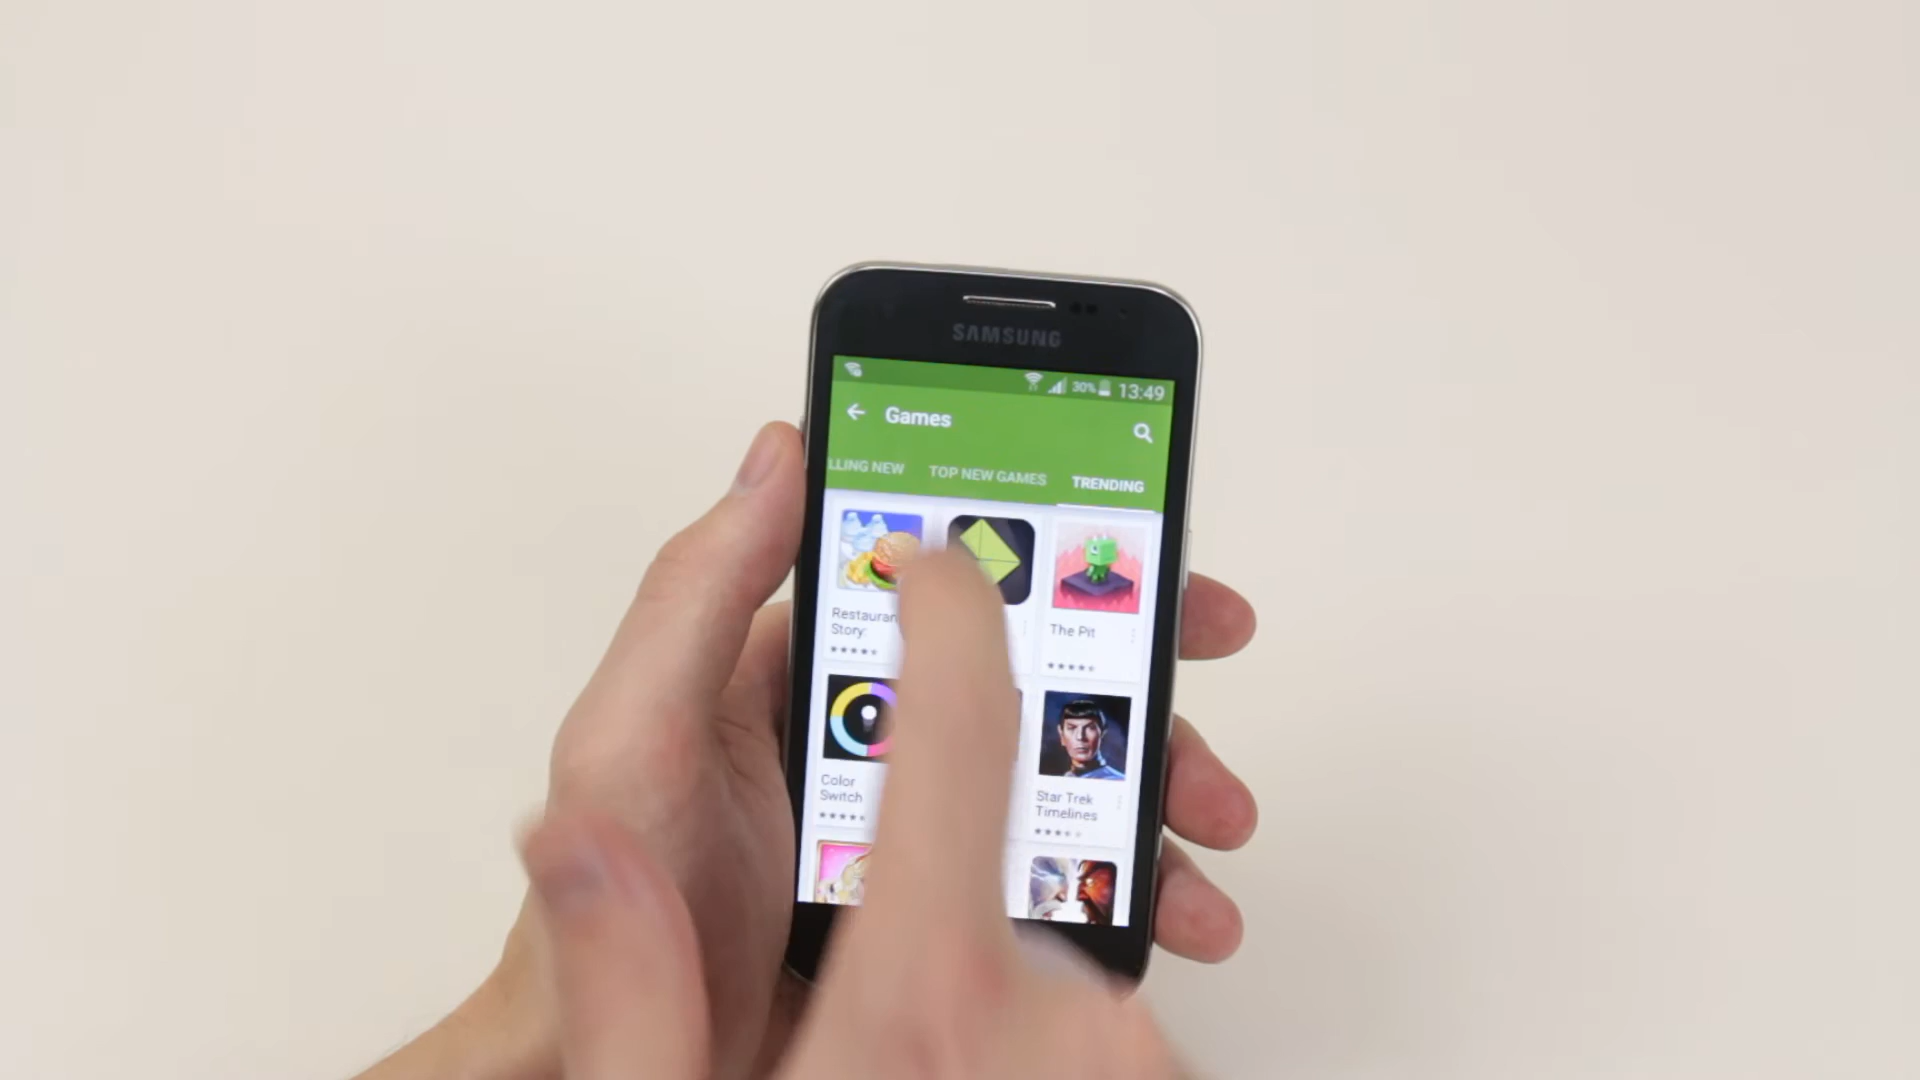 SAMSUNG
30% 13:49
Games
LLING NEW TOP NEW GAMES TRENDING
Restauran
Story
The Pit
Color
Switch
Star Trek
Timelines